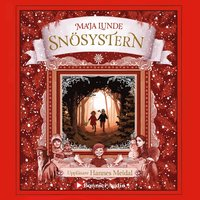 MAJA LUNDE
SNÖSYSTERN
Uppläsare Hannes Meidal
Bonnier Audio